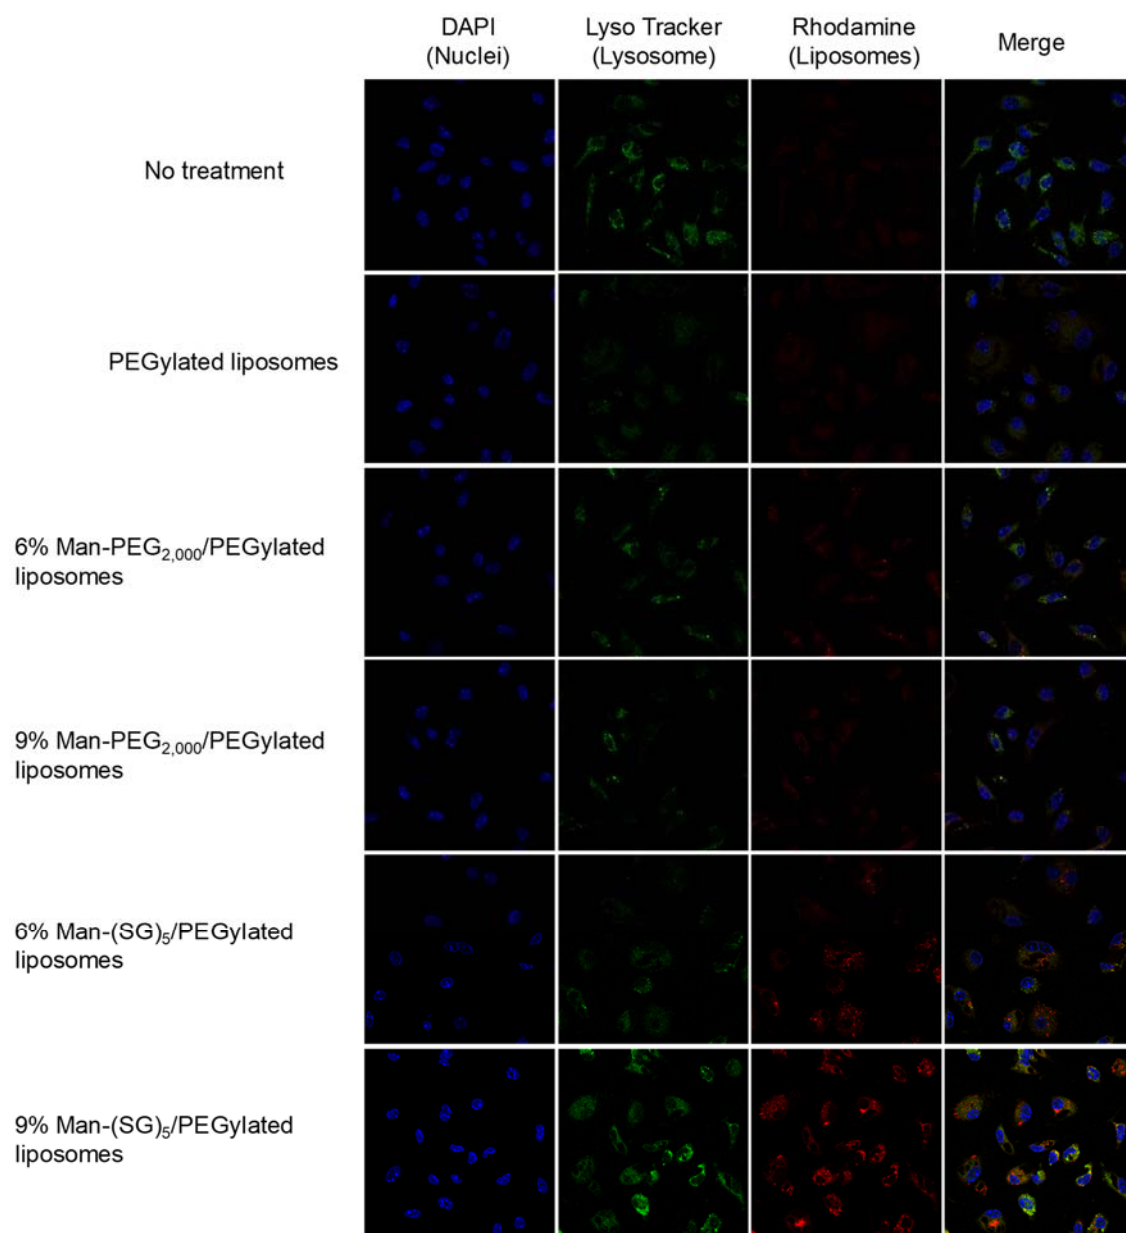 DAPI
(Nuclei)
Lyso Tracker
(Lysosome)
Rhodamine
(Liposomes)
Merge
No treatment
PEGylated liposomes
6% Man-PEG2,000/PEGylated
liposomes
9% Man-PEG2,000/PEGylated
liposomes
6% Man-(SG)5/PEGylated
liposomes
9% Man-(SG)5/PEGylated
liposomes